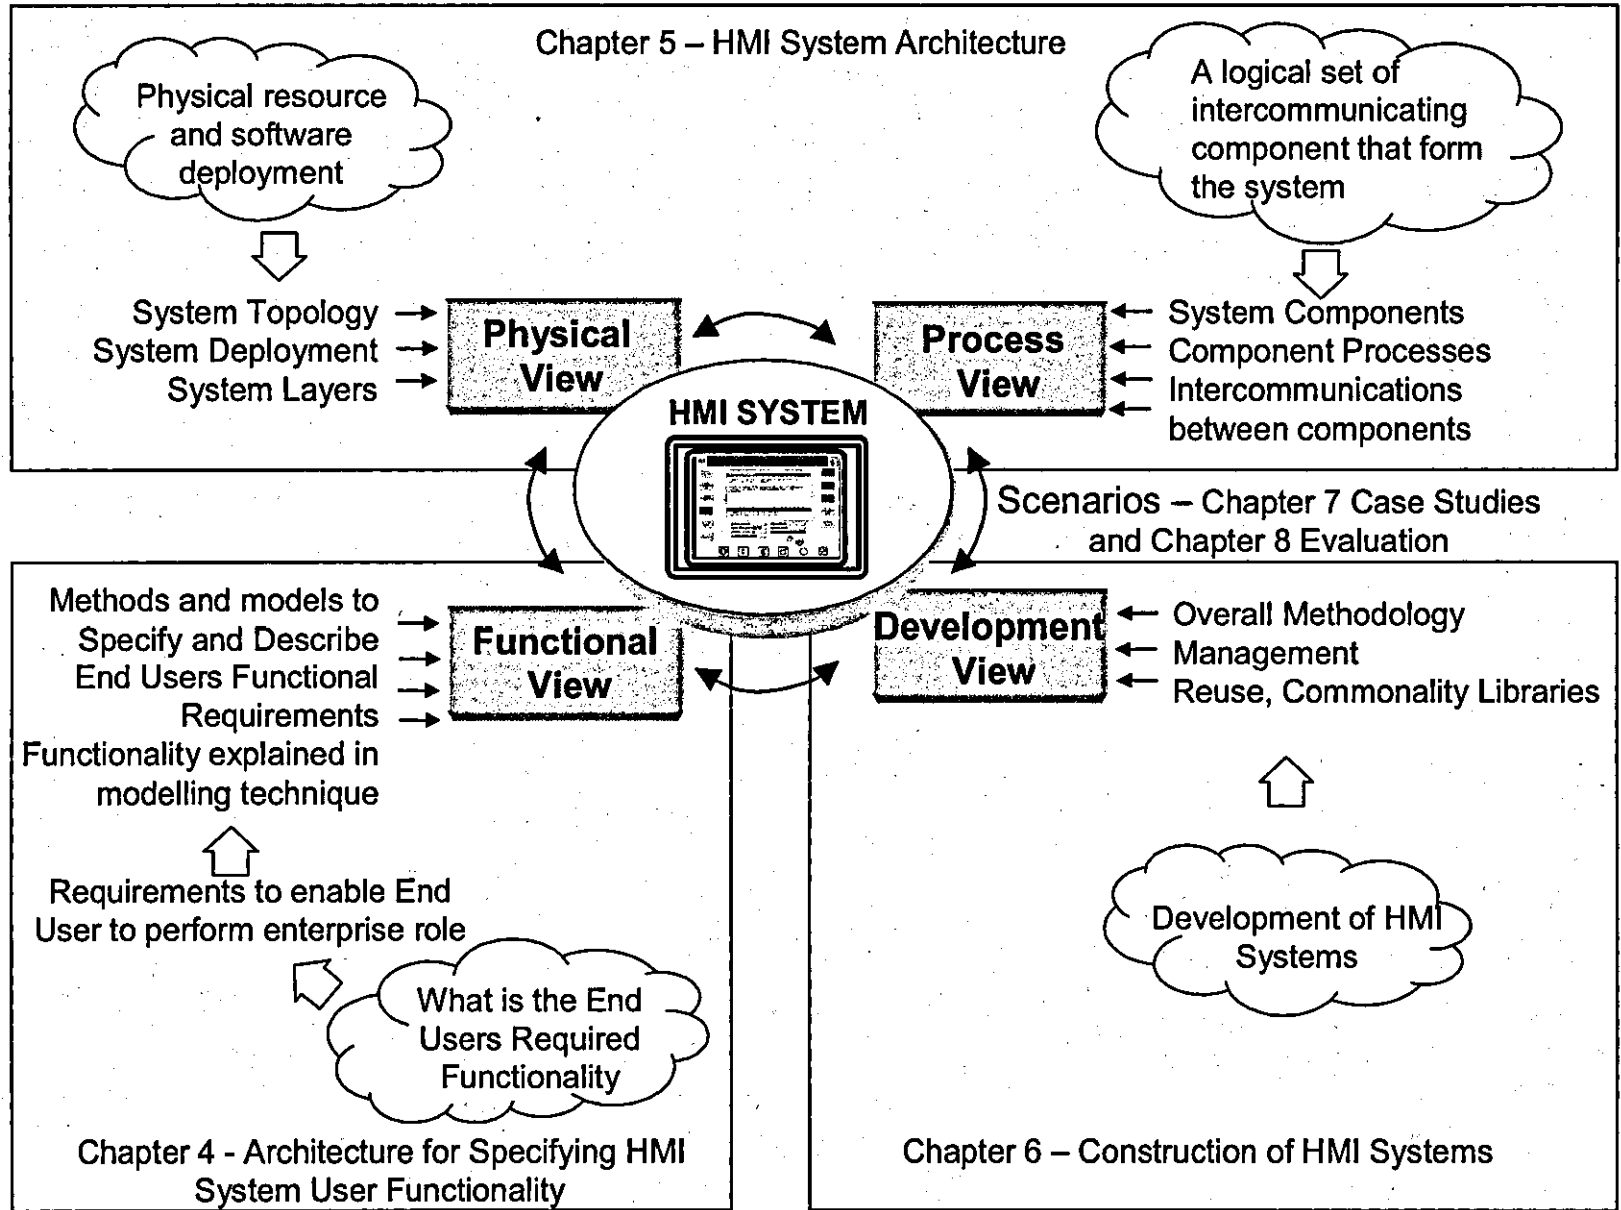 Chapter 5 – HMI System Architecture
Physical resource
and software
deployment
A logical set of
intercommunicating
component that form
the system
System Topology
System Deployment
System Layers
Physical
View
Process
View
System Components
Component Processes
Intercommunications
between components
HMI SYSTEM
Scenarios – Chapter 7 Case Studies
and Chapter 8 Evaluation
Methods and models to
Specify and Describe
End Users Functional
Requirements
Functionality explained in
modelling technique
Functional
View
Development
View
Overall Methodology
Management
Reuse, Commonality Libraries
Requirements to enable End
User to perform enterprise role
What is the End
Users Required
Functionality
Development of HMI
Systems
Chapter 4 - Architecture for Specifying HMI
System User Functionality
Chapter 6 – Construction of HMI Systems